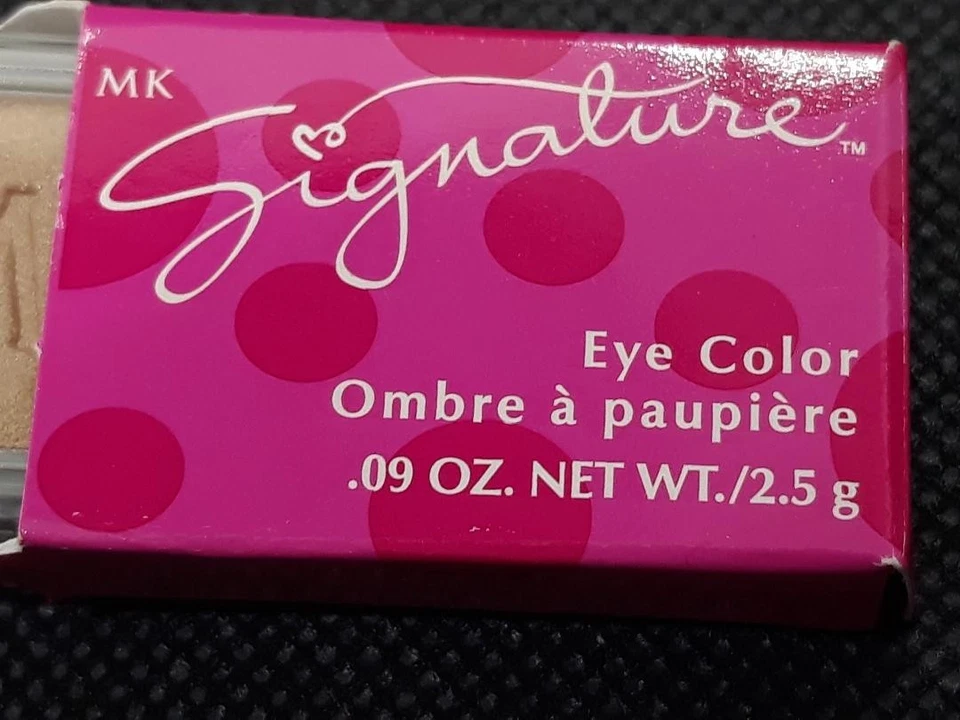 MK
Signature™
Eye Color
Ombre à paupière
.09 OZ. NET WT./2.5 g